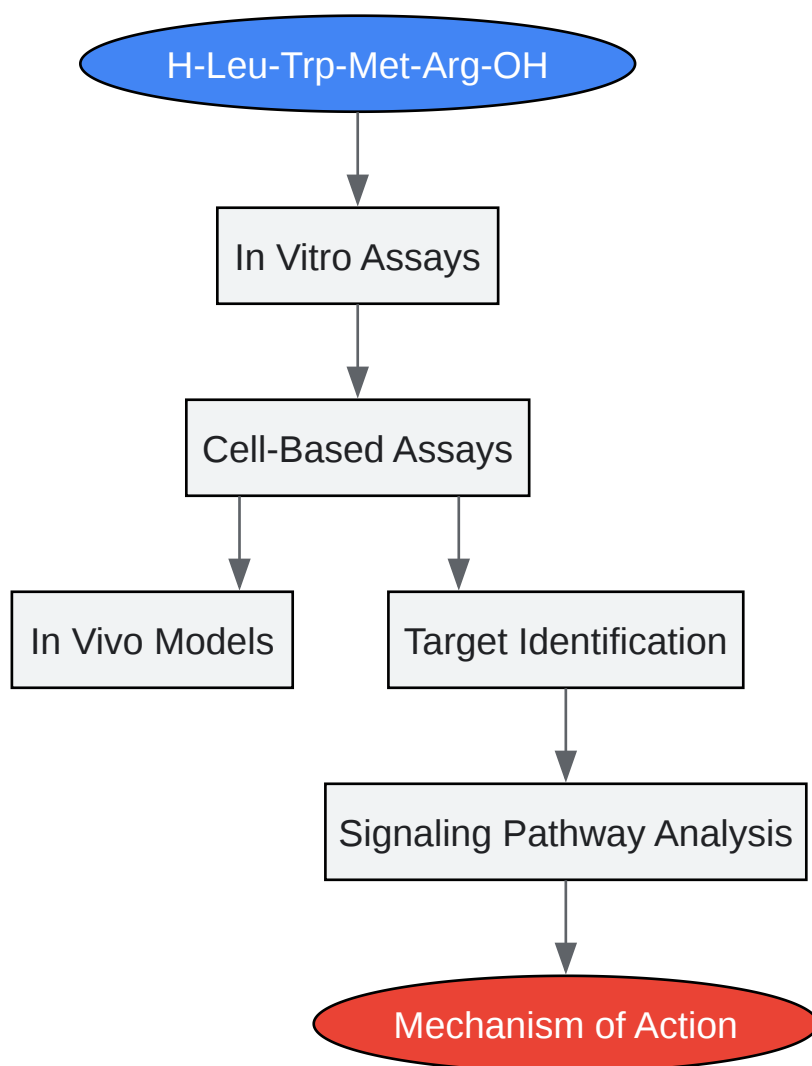 H-Leu-Trp-Met-Arg-OH
In Vitro Assays
Cell-Based Assays
In Vivo Models
Target Identification
Signaling Pathway Analysis
Mechanism of Action